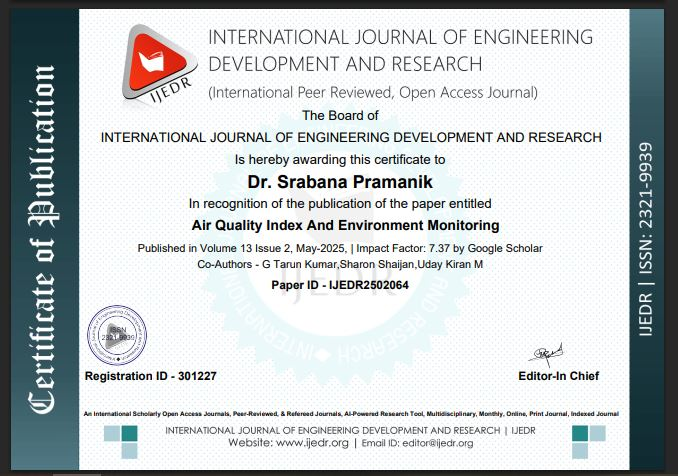 Certificate of Publication
IJEDR
INTERNATIONAL JOURNAL OF ENGINEERING
DEVELOPMENT AND RESEARCH
(International Peer Reviewed, Open Access Journal)
The Board of
INTERNATIONAL JOURNAL OF ENGINEERING DEVELOPMENT AND RESEARCH
Is hereby awarding this certificate to
Dr. Srabana Pramanik
In recognition of the publication of the paper entitled
Air Quality Index And Environment Monitoring
Published in Volume 13 Issue 2, May-2025, | Impact Factor: 7.37 by Google Scholar
Co-Authors - G Tarun Kumar,Sharon Shaijan,Uday Kiran M
Paper ID - IJEDR2502064
IJEDR
INTERNATIONAL
AND RESEARCH
ISSN
2321-9939
Registration ID - 301227
Editor-In Chief
An International Scholarly Open Access Journals, Peer-Reviewed, & Refereed Journals, AI-Powered Research Tool, Multidisciplinary, Monthly, Online, Print Journal, Indexed Journal
INTERNATIONAL JOURNAL OF ENGINEERING DEVELOPMENT AND RESEARCH | IJEDR
Website: www.ijedr.org | Email ID: editor@ijedr.org
IJEDR | ISSN: 2321-9939